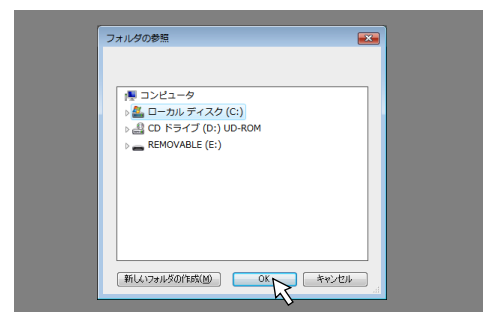 フォルダの参照
コンピュータ
ローカル ディスク (C:)
CD ドライブ (D:) UD-ROM
REMOVABLE (E:)
新しいフォルダの作成(M) OK キャンセル